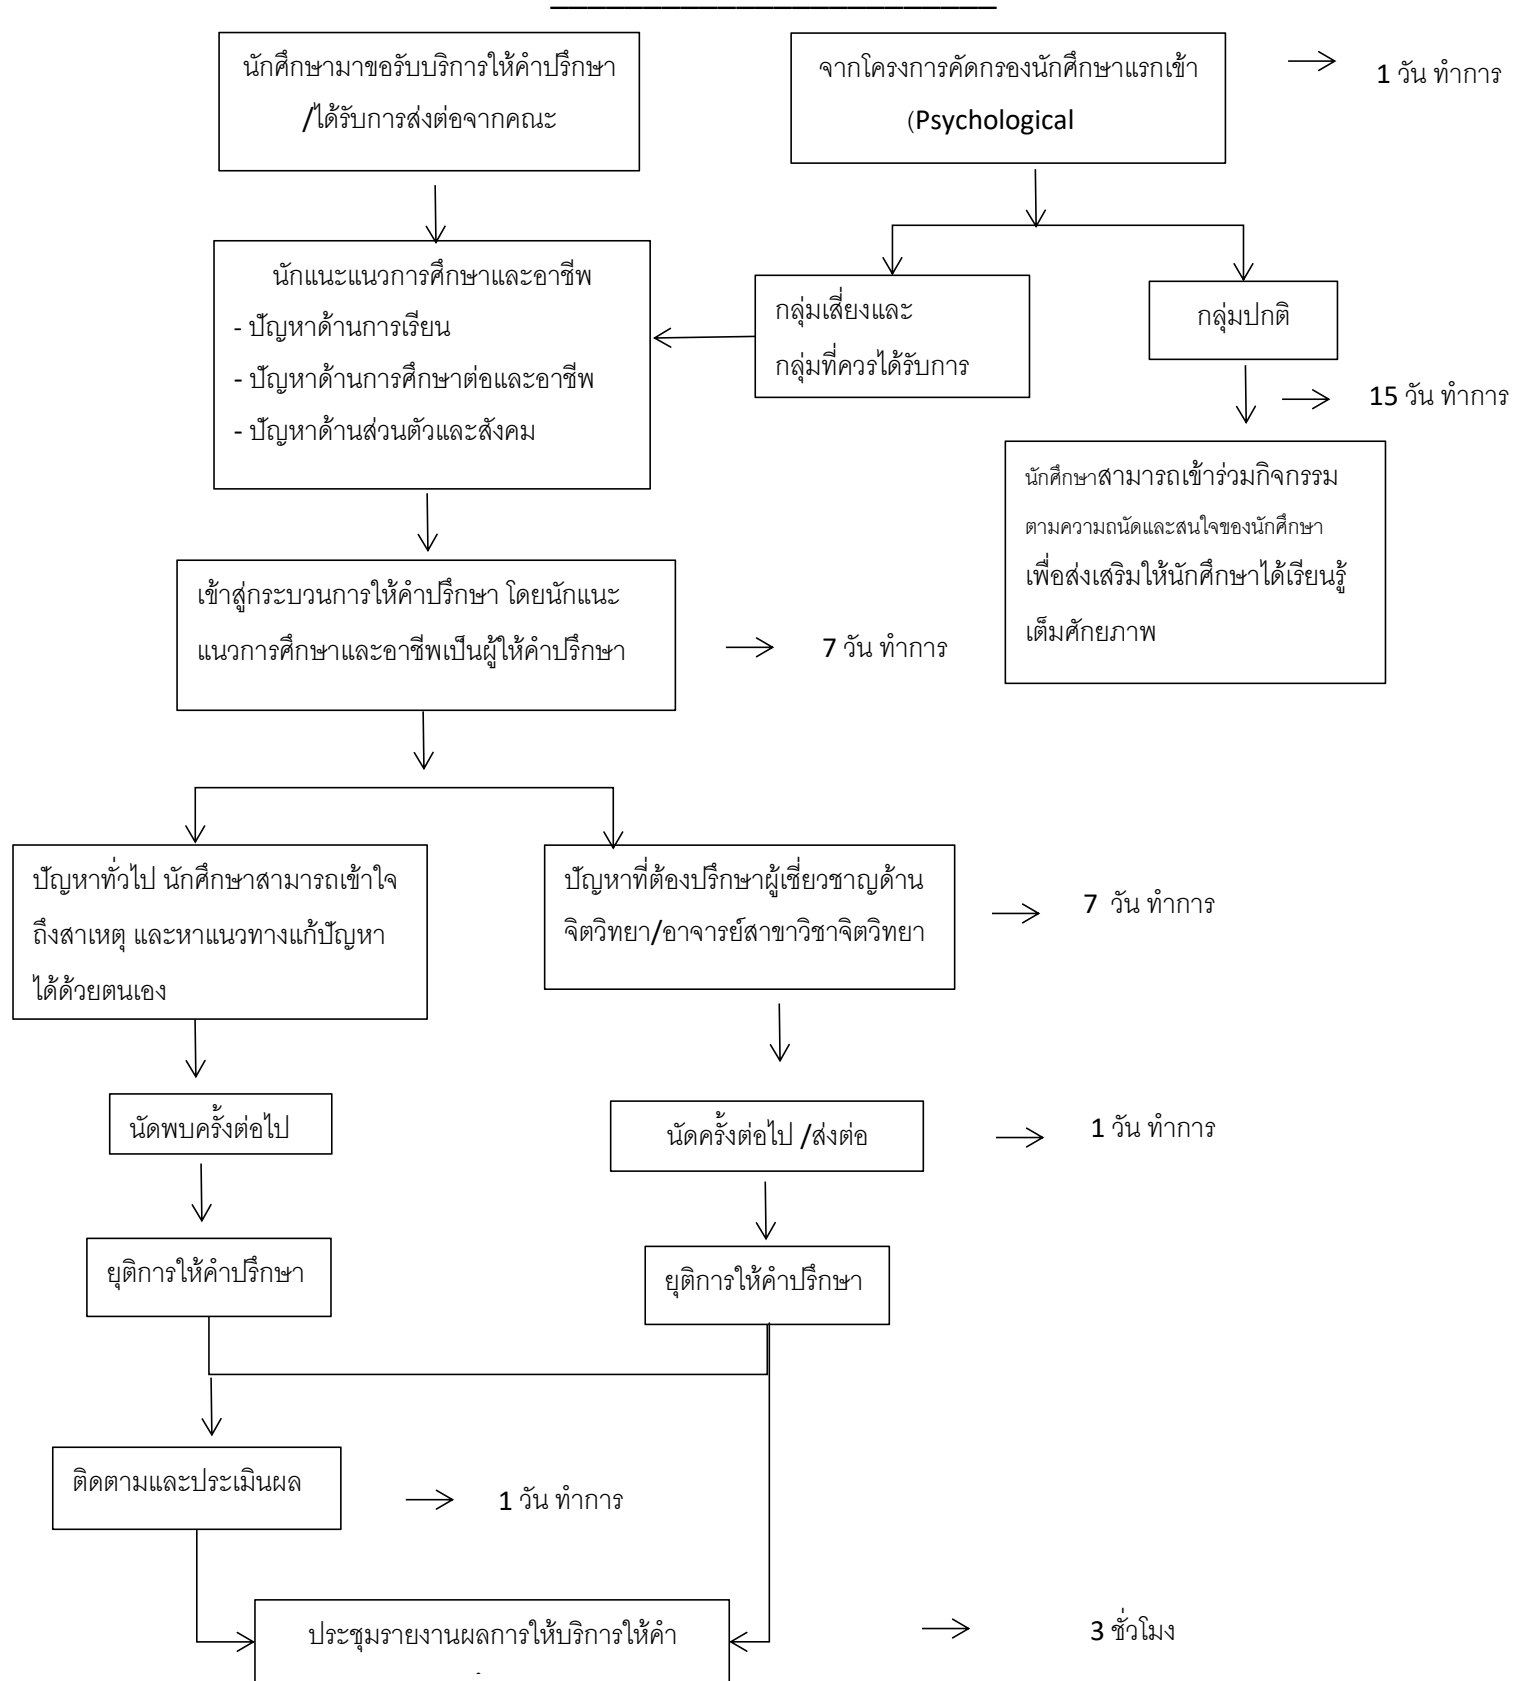 นักศึกษามาขอรับบริการให้คำปรึกษา
/ได้รับการส่งต่อจากคณะ
จากโครงการคัดกรองนักศึกษาแรกเข้า
(Psychological
1 วัน ทำการ
นักแนะแนวการศึกษาและอาชีพ
- ปัญหาด้านการเรียน
- ปัญหาด้านการศึกษาต่อและอาชีพ
- ปัญหาด้านส่วนตัวและสังคม
กลุ่มเสี่ยงและ
กลุ่มที่ควรได้รับการ
กลุ่มปกติ
15 วัน ทำการ
นักศึกษาสามารถเข้าร่วมกิจกรรม
ตามความถนัดและสนใจของนักศึกษา
เพื่อส่งเสริมให้นักศึกษาได้เรียนรู้
เต็มศักยภาพ
เข้าสู่กระบวนการให้คำปรึกษา โดยนักแนะ
แนวการศึกษาและอาชีพเป็นผู้ให้คำปรึกษา
7 วัน ทำการ
ปัญหาทั่วไป นักศึกษาสามารถเข้าใจ
ถึงสาเหตุ และหาแนวทางแก้ปัญหา
ได้ด้วยตนเอง
ปัญหาที่ต้องปรึกษาผู้เชี่ยวชาญด้าน
จิตวิทยา/อาจารย์สาขาวิชาจิตวิทยา
7 วัน ทำการ
นัดพบครั้งต่อไป
นัดครั้งต่อไป /ส่งต่อ
1 วัน ทำการ
ยุติการให้คำปรึกษา
ยุติการให้คำปรึกษา
ติดตามและประเมินผล
1 วัน ทำการ
ประชุมรายงานผลการให้บริการให้คำ
3 ชั่วโมง